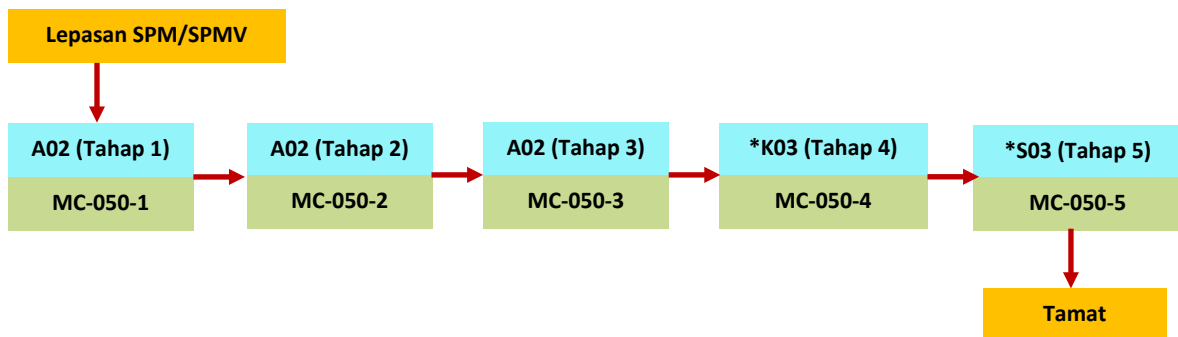 Lepasan SPM/SPMV
A02 (Tahap 1)
MC-050-1
A02 (Tahap 2)
MC-050-2
A02 (Tahap 3)
MC-050-3
*K03 (Tahap 4)
MC-050-4
*S03 (Tahap 5)
MC-050-5
Tamat